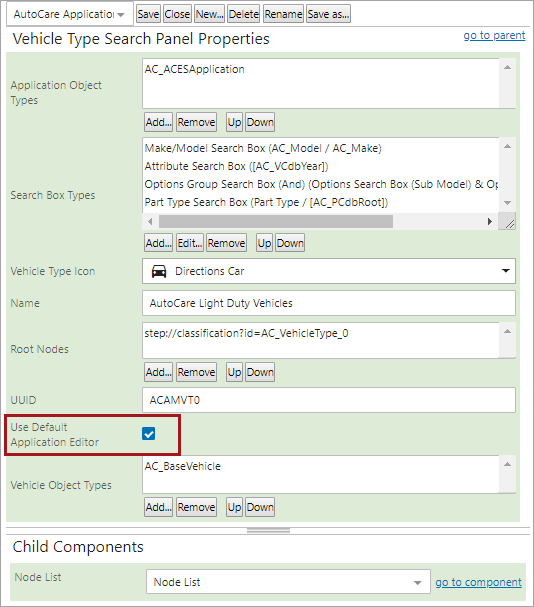 AutoCare Application
Save Close New... Delete Rename Save as...
Vehicle Type Search Panel Properties
go to parent
Application Object
Types
AC_ACESApplication
Add... Remove Up Down
Search Box Types
Make/Model Search Box (AC_Model / AC_Make)
Attribute Search Box ([AC_VCdbYear])
Options Group Search Box (And) (Options Search Box (Sub Model) & Op
Part Type Search Box (Part Type / [AC_PCdbRoot])
Add... Edit... Remove Up Down
Vehicle Type Icon
Directions Car
Name
AutoCare Light Duty Vehicles
Root Nodes
step://classification?id=AC_VehicleType_0
Add... Remove Up Down
UUID
ACAMVT0
Use Default
Application Editor
Vehicle Object Types
AC_BaseVehicle
Add... Remove Up Down
Child Components
Node List
Node List
go to component